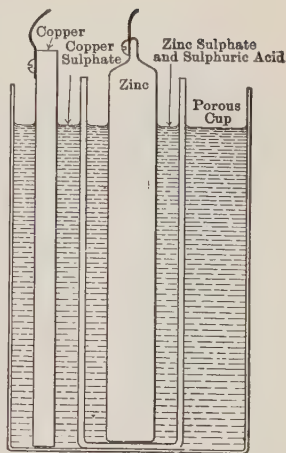 Copper
Copper
Sulphate
Zinc
Zinc Sulphate
and Sulphuric Acid
Porous
Cup